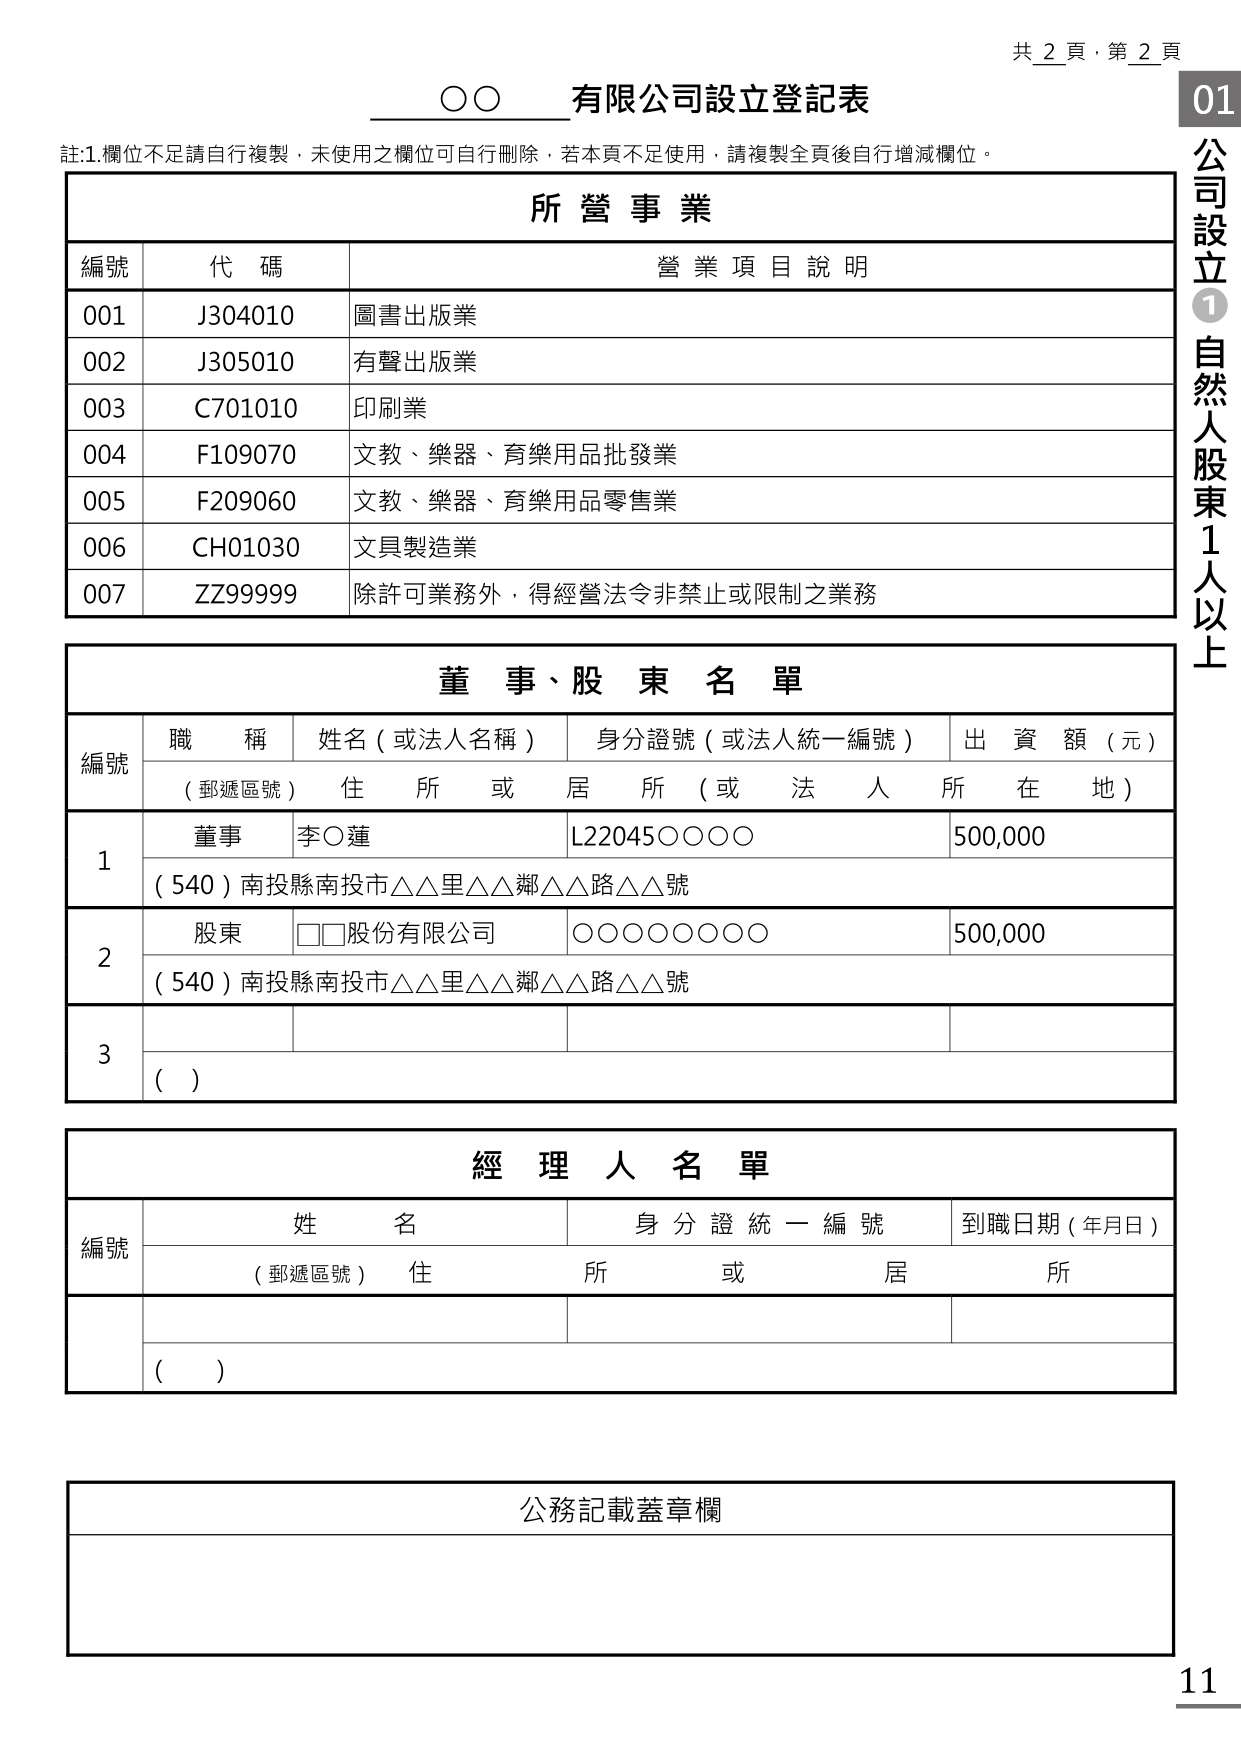 共 2 頁，第 2 頁
○○ 有限公司設立登記表
註:1.欄位不足請自行複製，未使用之欄位可自行刪除，若本頁不足使用，請複製全頁後自行增減欄位。
所營事業
編號 代碼 營業項目說明
001 J304010 圖書出版業
002 J305010 有聲出版業
003 C701010 印刷業
004 F109070 文教、樂器、育樂用品批發業
005 F209060 文教、樂器、育樂用品零售業
006 CH01030 文具製造業
007 ZZ99999 除許可業務外，得經營法令非禁止或限制之業務
董事、股東名單
編號
職稱 姓名（或法人名稱） 身分證號（或法人統一編號） 出資額（元）
（郵遞區號）住所或居所（或法人所在地）
1
董事 李○蓮 L22045○○○○ 500,000
（540）南投縣南投市△△里△△鄰△△路△△號
2
股東 □□股份有限公司 ○○○○○○○○ 500,000
（540）南投縣南投市△△里△△鄰△△路△△號
3
（ ）
經理人名單
編號
姓名 身分證統一編號 到職日期（年月日）
（郵遞區號）住所或居所
（ ）
公務記載蓋章欄
01
公司設立❶自然人股東1人以上
11